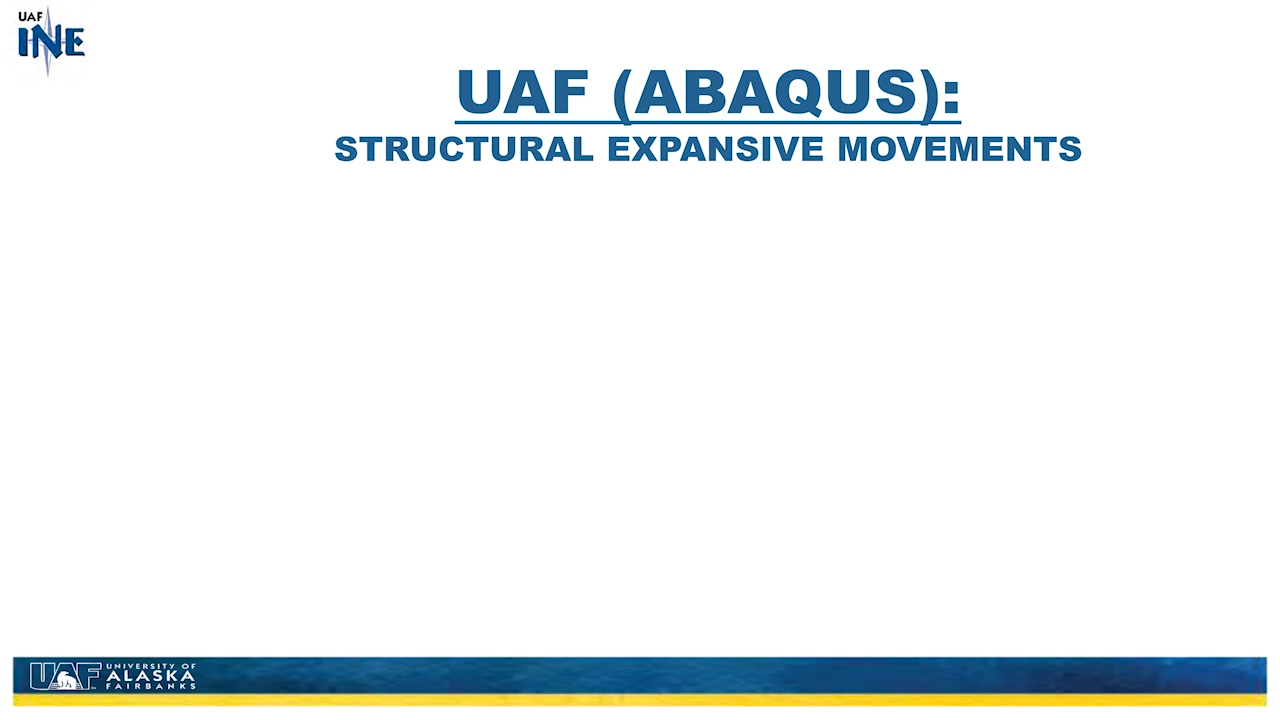 UAF
INE
UAF (ABAQUS):
STRUCTURAL EXPANSIVE MOVEMENTS
UAF
UNIVERSITY OF
ALASKA
FAIRBANKS